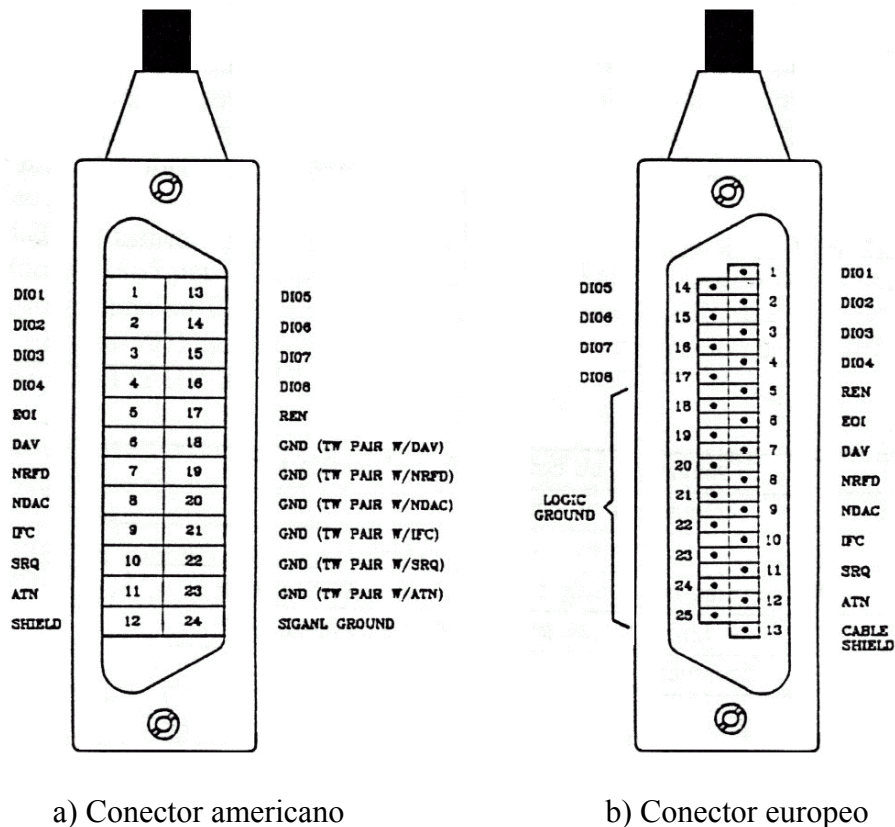 DIO1 1 13 DIO5
DIO2 2 14 DIO6
DIO3 3 15 DIO7
DIO4 4 16 DIO8
EOI 5 17 REN
DAV 6 18 GND (TW PAIR W/DAV)
NRFD 7 19 GND (TW PAIR W/NRFD)
NDAC 8 20 GND (TW PAIR W/NDAC)
IFC 9 21 GND (TW PAIR W/IFC)
SRQ 10 22 GND (TW PAIR W/SRQ)
ATN 11 23 GND (TW PAIR W/ATN)
SHIELD 12 24 SIGANL GROUND
a) Conector americano
1 DIO1
DIO5 14
2 DIO2
DIO6 15
3 DIO3
DIO7 16
4 DIO4
DIO8 17
5 REN
18
6 EOI
19
7 DAV
20
8 NRFD
21
LOGIC
GROUND
9 NDAC
22
10 IFC
23
11 SRQ
24
12 ATN
25
13 CABLE
SHIELD
b) Conector europeo